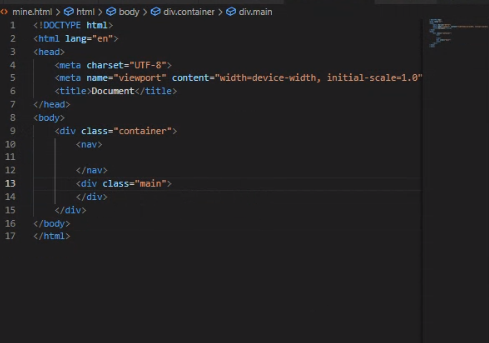 mine.html > html > body > div.container > div.main
1 <!DOCTYPE html>
2 <html lang="en">
3 <head>
4 <meta charset="UTF-8">
5 <meta name="viewport" content="width=device-width, initial-scale=1.0"
6 <title>Document</title>
7 </head>
8 <body>
9 <div class="container">
10 <nav>
11
12 </nav>
13 <div class="main">
14 </div>
15 </div>
16 </body>
17 </html>